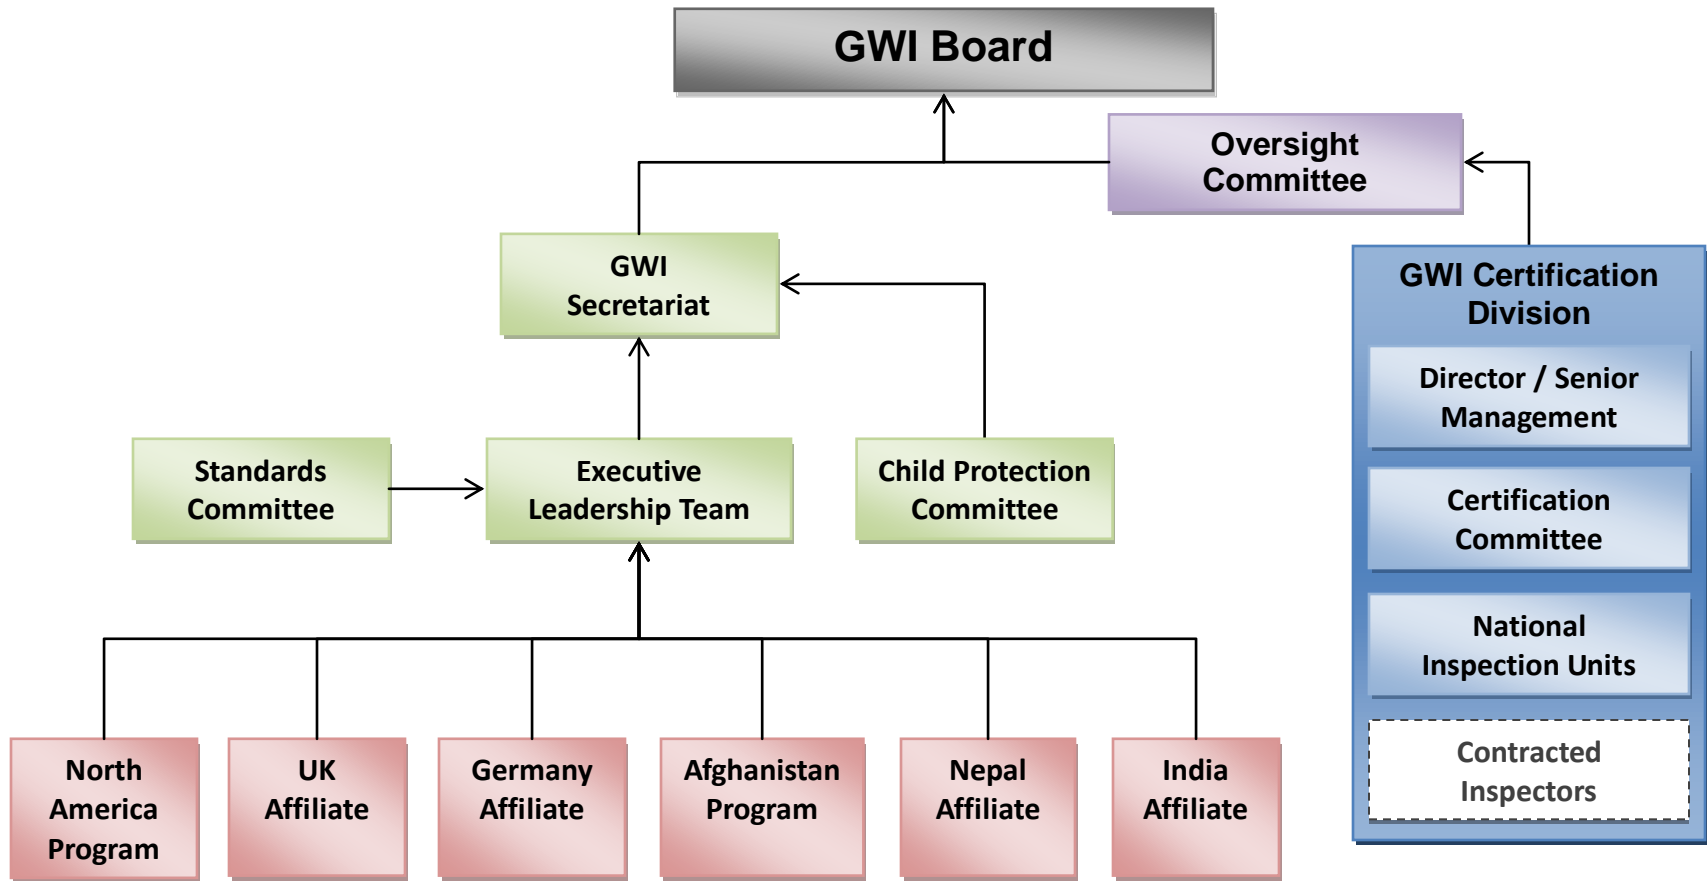 GWI Board
Oversight
Committee
GWI
Secretariat
GWI Certification
Division
Director / Senior
Management
Standards
Committee
Executive
Leadership Team
Child Protection
Committee
Certification
Committee
National
Inspection Units
North
America
Program
UK
Affiliate
Germany
Affiliate
Afghanistan
Program
Nepal
Affiliate
India
Affiliate
Contracted
Inspectors